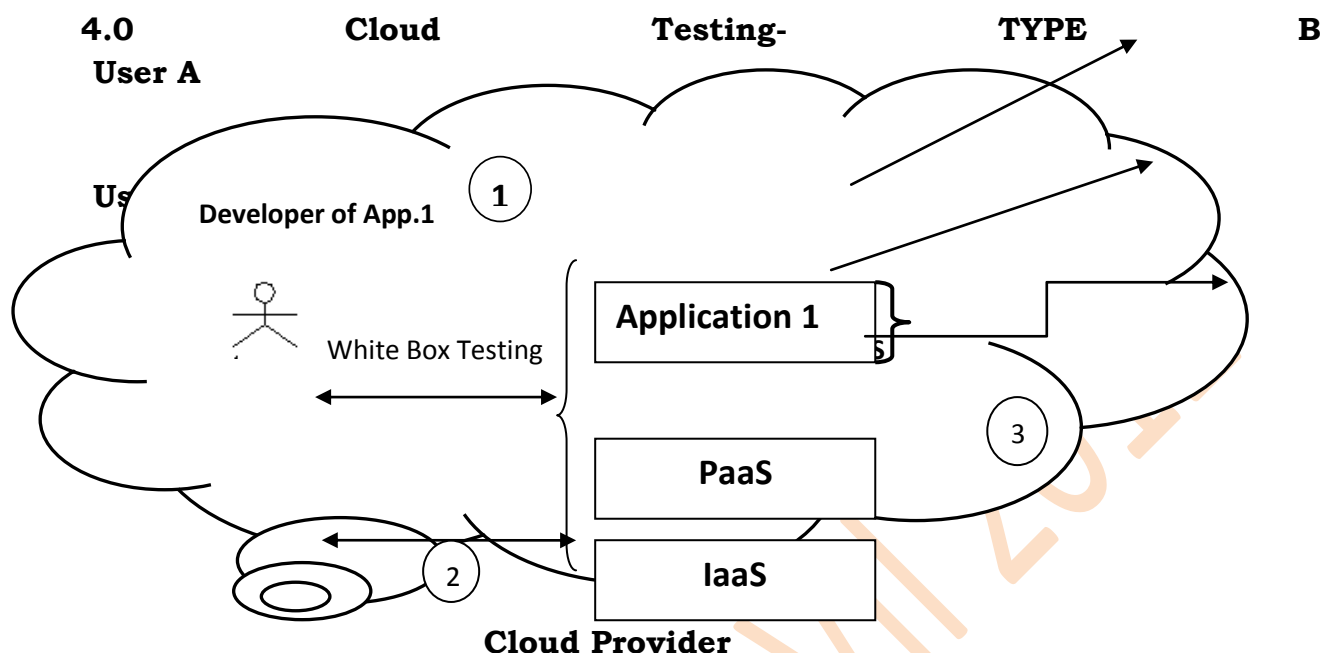 4.0 Cloud Testing- TYPE B
User A
1
Us
Developer of App.1
Application 1
White Box Testing
s
3
PaaS
2
IaaS
Cloud Provider